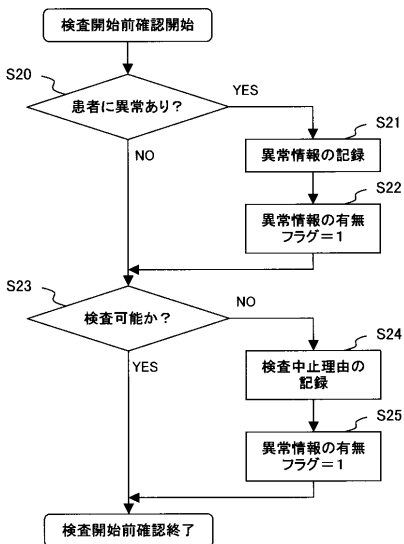 検査開始前確認開始
S20
患者に異常あり?
YES
NO
S21
異常情報の記録
S22
異常情報の有無
フラグ=1
S23
検査可能か?
NO
YES
S24
検査中止理由の
記録
S25
異常情報の有無
フラグ=1
検査開始前確認終了